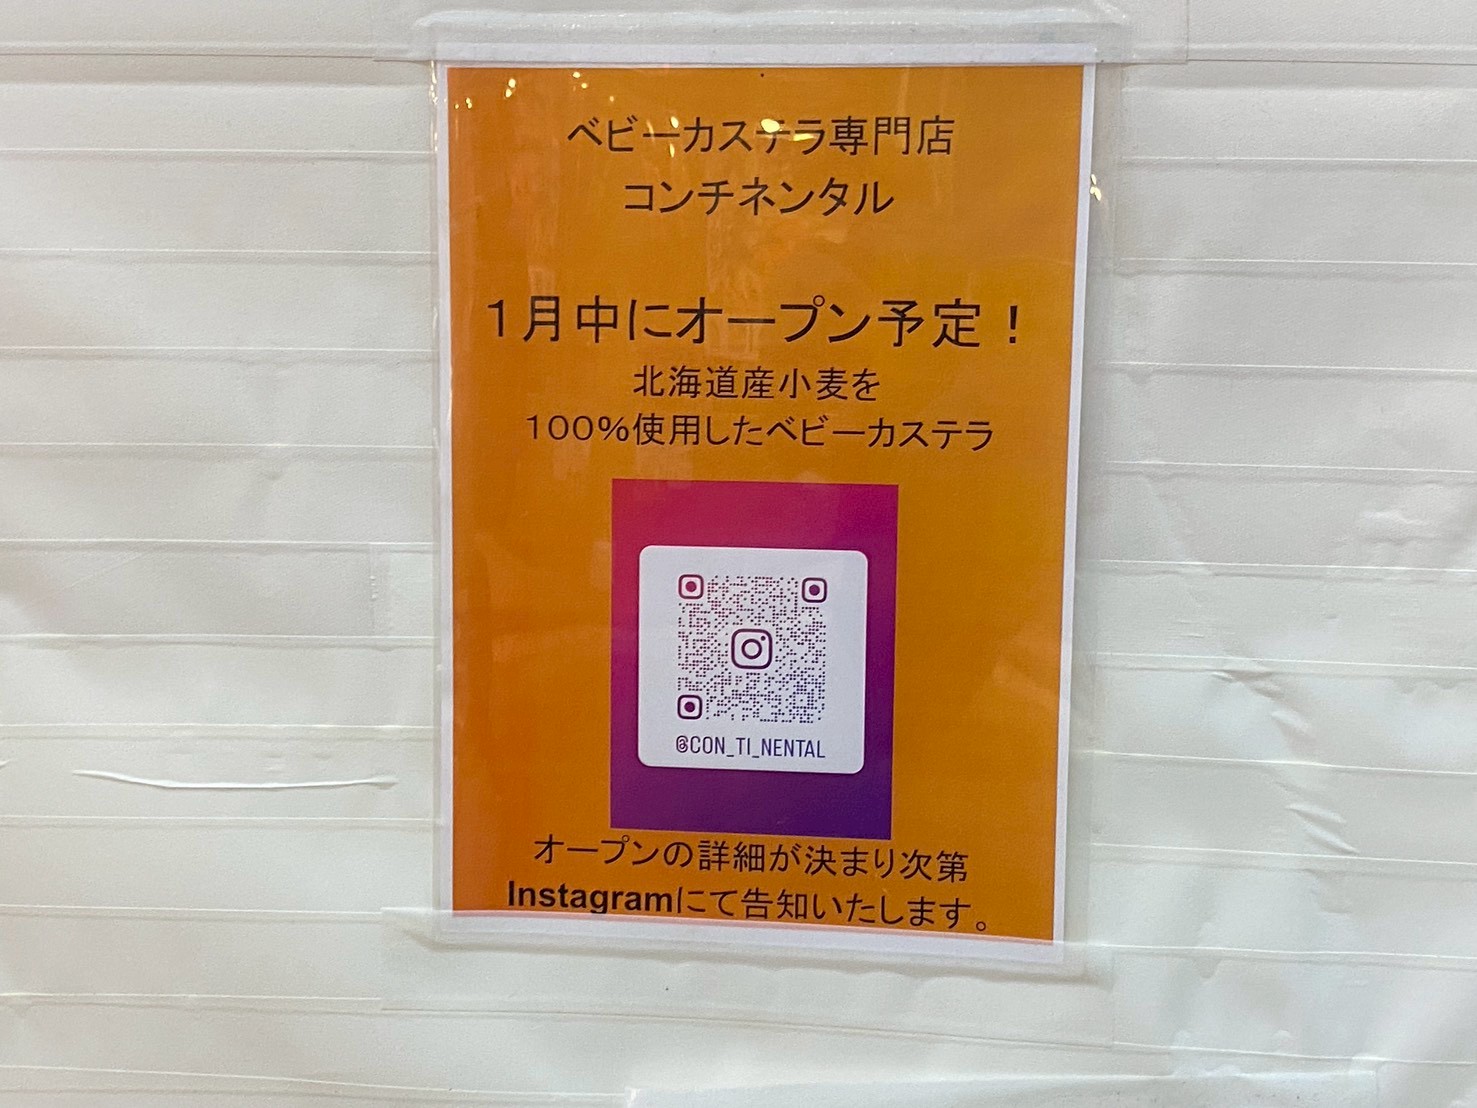 ベビーカステラ専門店
コンチネンタル
１月中にオープン予定！
北海道産小麦を
１００％使用したベビーカステラ
@CON_TI_NENTAL
オープンの詳細が決まり次第
Instagramにて告知いたします。